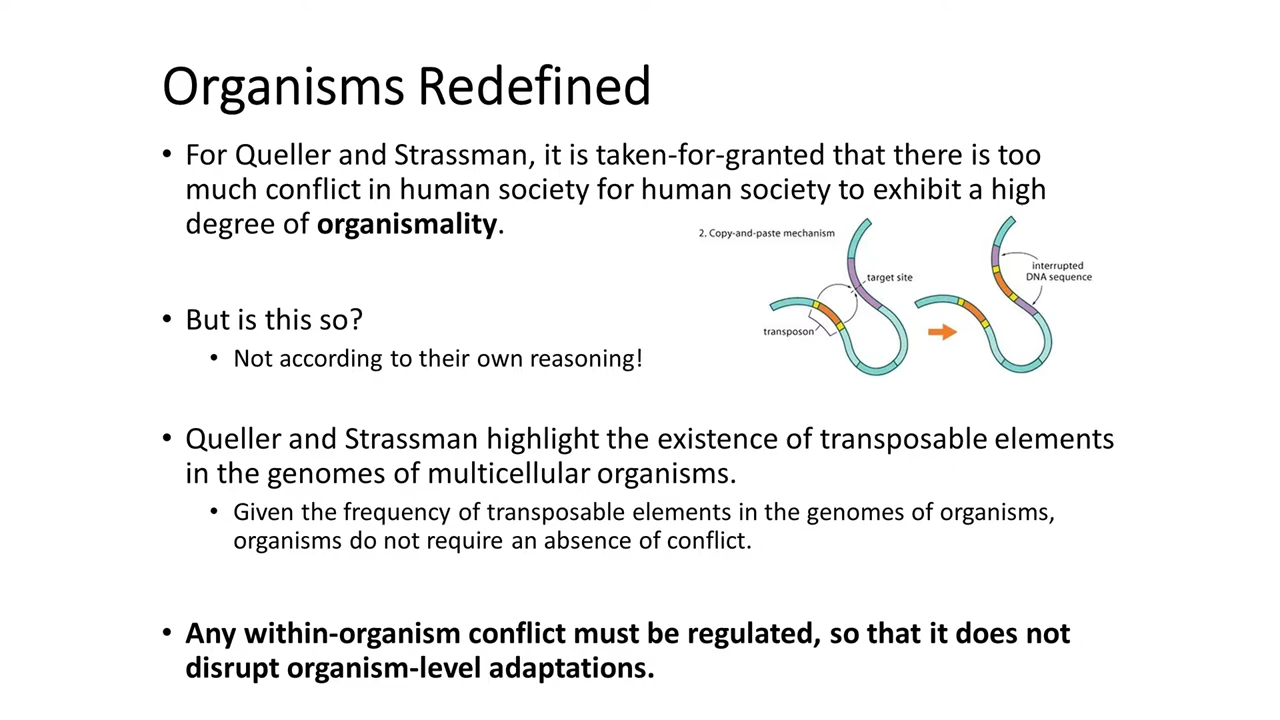 Organisms Redefined
• For Queller and Strassman, it is taken-for-granted that there is too
much conflict in human society for human society to exhibit a high
degree of organismality.
2. Copy-and-paste mechanism
target site
transposon
interrupted
DNA sequence
• But is this so?
• Not according to their own reasoning!
• Queller and Strassman highlight the existence of transposable elements
in the genomes of multicellular organisms.
• Given the frequency of transposable elements in the genomes of organisms,
organisms do not require an absence of conflict.
• Any within-organism conflict must be regulated, so that it does not
disrupt organism-level adaptations.